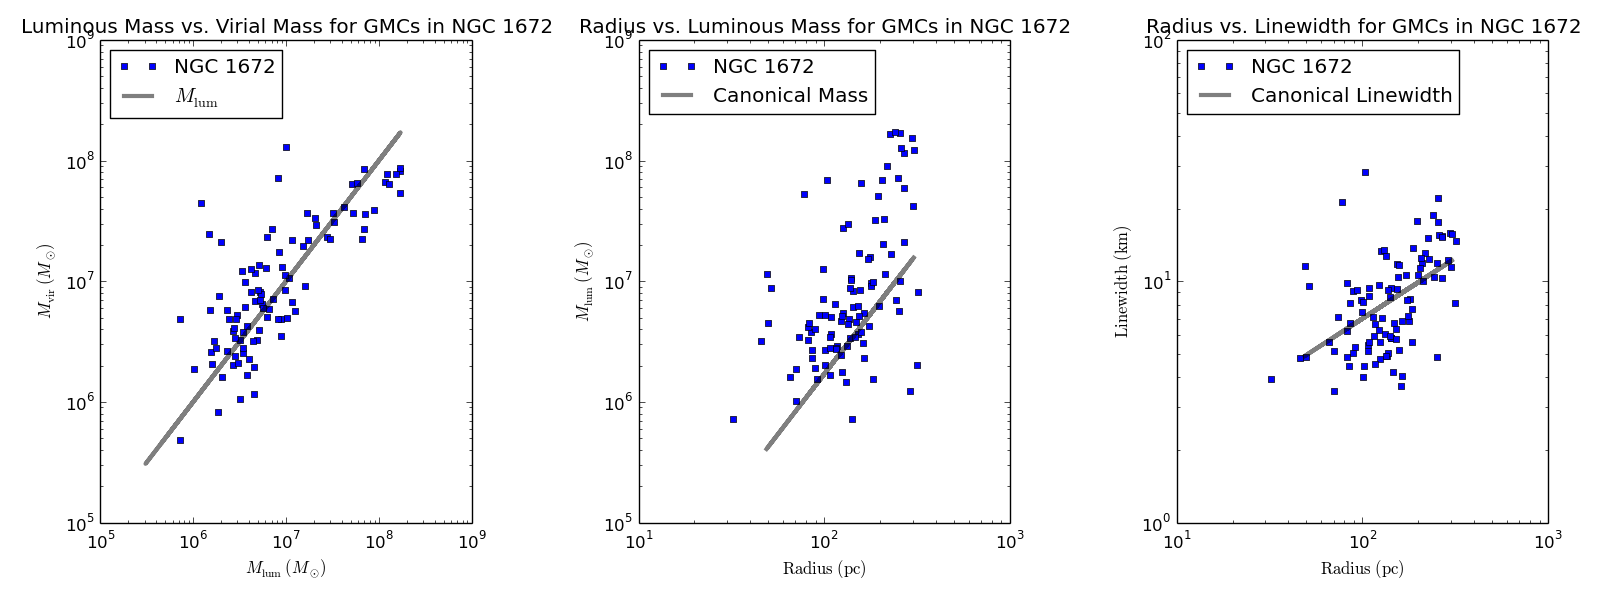 Luminous Mass vs. Virial Mass for GMCs in NGC 1672
10^9
10^8
10^7
10^6
10^5
M_vir (M_⊙)
NGC 1672
M_lum
10^5 10^6 10^7 10^8 10^9
M_lum (M_⊙)
Radius vs. Luminous Mass for GMCs in NGC 1672
10^9
10^8
10^7
10^6
10^5
M_lum (M_⊙)
NGC 1672
Canonical Mass
10^1 10^2 10^3
Radius (pc)
Radius vs. Linewidth for GMCs in NGC 1672
10^2
10^1
10^0
Linewidth (km)
NGC 1672
Canonical Linewidth
10^1 10^2 10^3
Radius (pc)